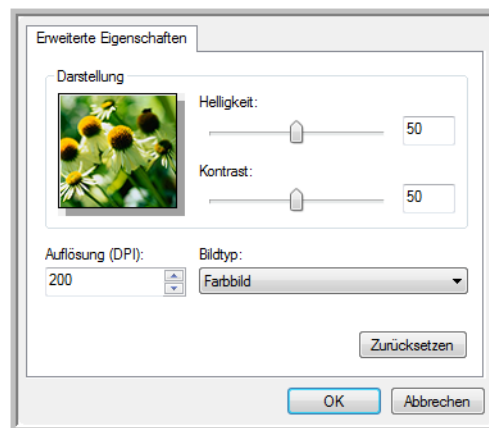 Erweiterte Eigenschaften
Darstellung
Helligkeit:
50
Kontrast:
50
Auflösung (DPI):
200
Bildtyp:
Farbbild
Zurücksetzen
OK
Abbrechen